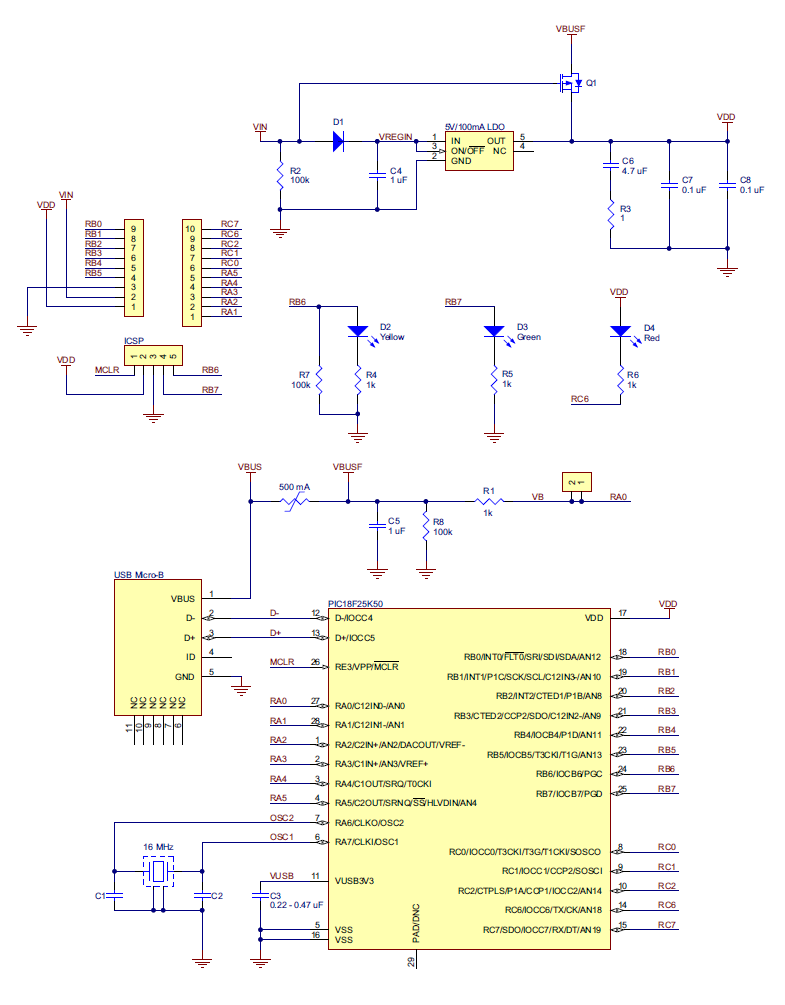 VBUSF
Q1
D1
VIN
VREGIN
5V/100mA LDO
1 IN OUT 5
3 ON/OFF NC 4
2 GND
VDD
R2
100k
C4
1 uF
C6
4.7 uF
C7
0.1 uF
C8
0.1 uF
R3
1
VIN
VDD
RB0 9
RB1 8
RB2 7
RB3 6
RB4 5
RB5 4
3
2
1
10 RC7
9 RC6
8 RC2
7 RC1
6 RC0
5 RA5
4 RA4
3 RA3
2 RA2
1 RA1
ICSP
1 2 3 4 5
VDD
MCLR
RB6
RB7
RB6
D2
Yellow
R7
100k
R4
1k
RB7
D3
Green
R5
1k
VDD
D4
Red
R6
1k
RC6
VBUS
VBUSF
500 mA
R1
1k
VB
2 1
RA0
C5
1 uF
R8
100k
USB Micro-B
VBUS 1
D- 2
D+ 3
ID 4
GND 5
NC NC NC NC NC NC
11 10 9 8 7 6
D-
D+
MCLR
RA0
RA1
RA2
RA3
RA4
RA5
OSC2
OSC1
16 MHz
C1
C2
VUSB
C3
0.22 - 0.47 uF
PIC18F25K50
12 D-/IOCC4
13 D+/IOCC5
26 RE3/VPP/MCLR
27 RA0/C12IN0-/AN0
28 RA1/C12IN1-/AN1
1 RA2/C2IN+/AN2/DACOUT/VREF-
2 RA3/C1IN+/AN3/VREF+
3 RA4/C1OUT/SRQ/T0CKI
4 RA5/C2OUT/SRNQ/SS/HLVDIN/AN4
7 RA6/CLKO/OSC2
6 RA7/CLKI/OSC1
11 VUSB3V3
5 VSS
16 VSS
PAD/DNC
29
VDD 17 VDD
RB0/INT0/FLT0/SRI/SDI/SDA/AN12 18 RB0
RB1/INT1/P1C/SCK/SCL/C12IN3-/AN10 19 RB1
RB2/INT2/CTED1/P1B/AN8 20 RB2
RB3/CTED2/CCP2/SDO/C12IN2-/AN9 21 RB3
RB4/IOCB4/P1D/AN11 22 RB4
RB5/IOCB5/T3CKI/T1G/AN13 23 RB5
RB6/IOCB6/PGC 24 RB6
RB7/IOCB7/PGD 25 RB7
RC0/IOCC0/T3CKI/T3G/T1CKI/SOSCO 8 RC0
RC1/IOCC1/CCP2/SOSCI 9 RC1
RC2/CTPLS/P1A/CCP1/IOCC2/AN14 10 RC2
RC6/IOCC6/TX/CK/AN18 14 RC6
RC7/SDO/IOCC7/RX/DT/AN19 15 RC7